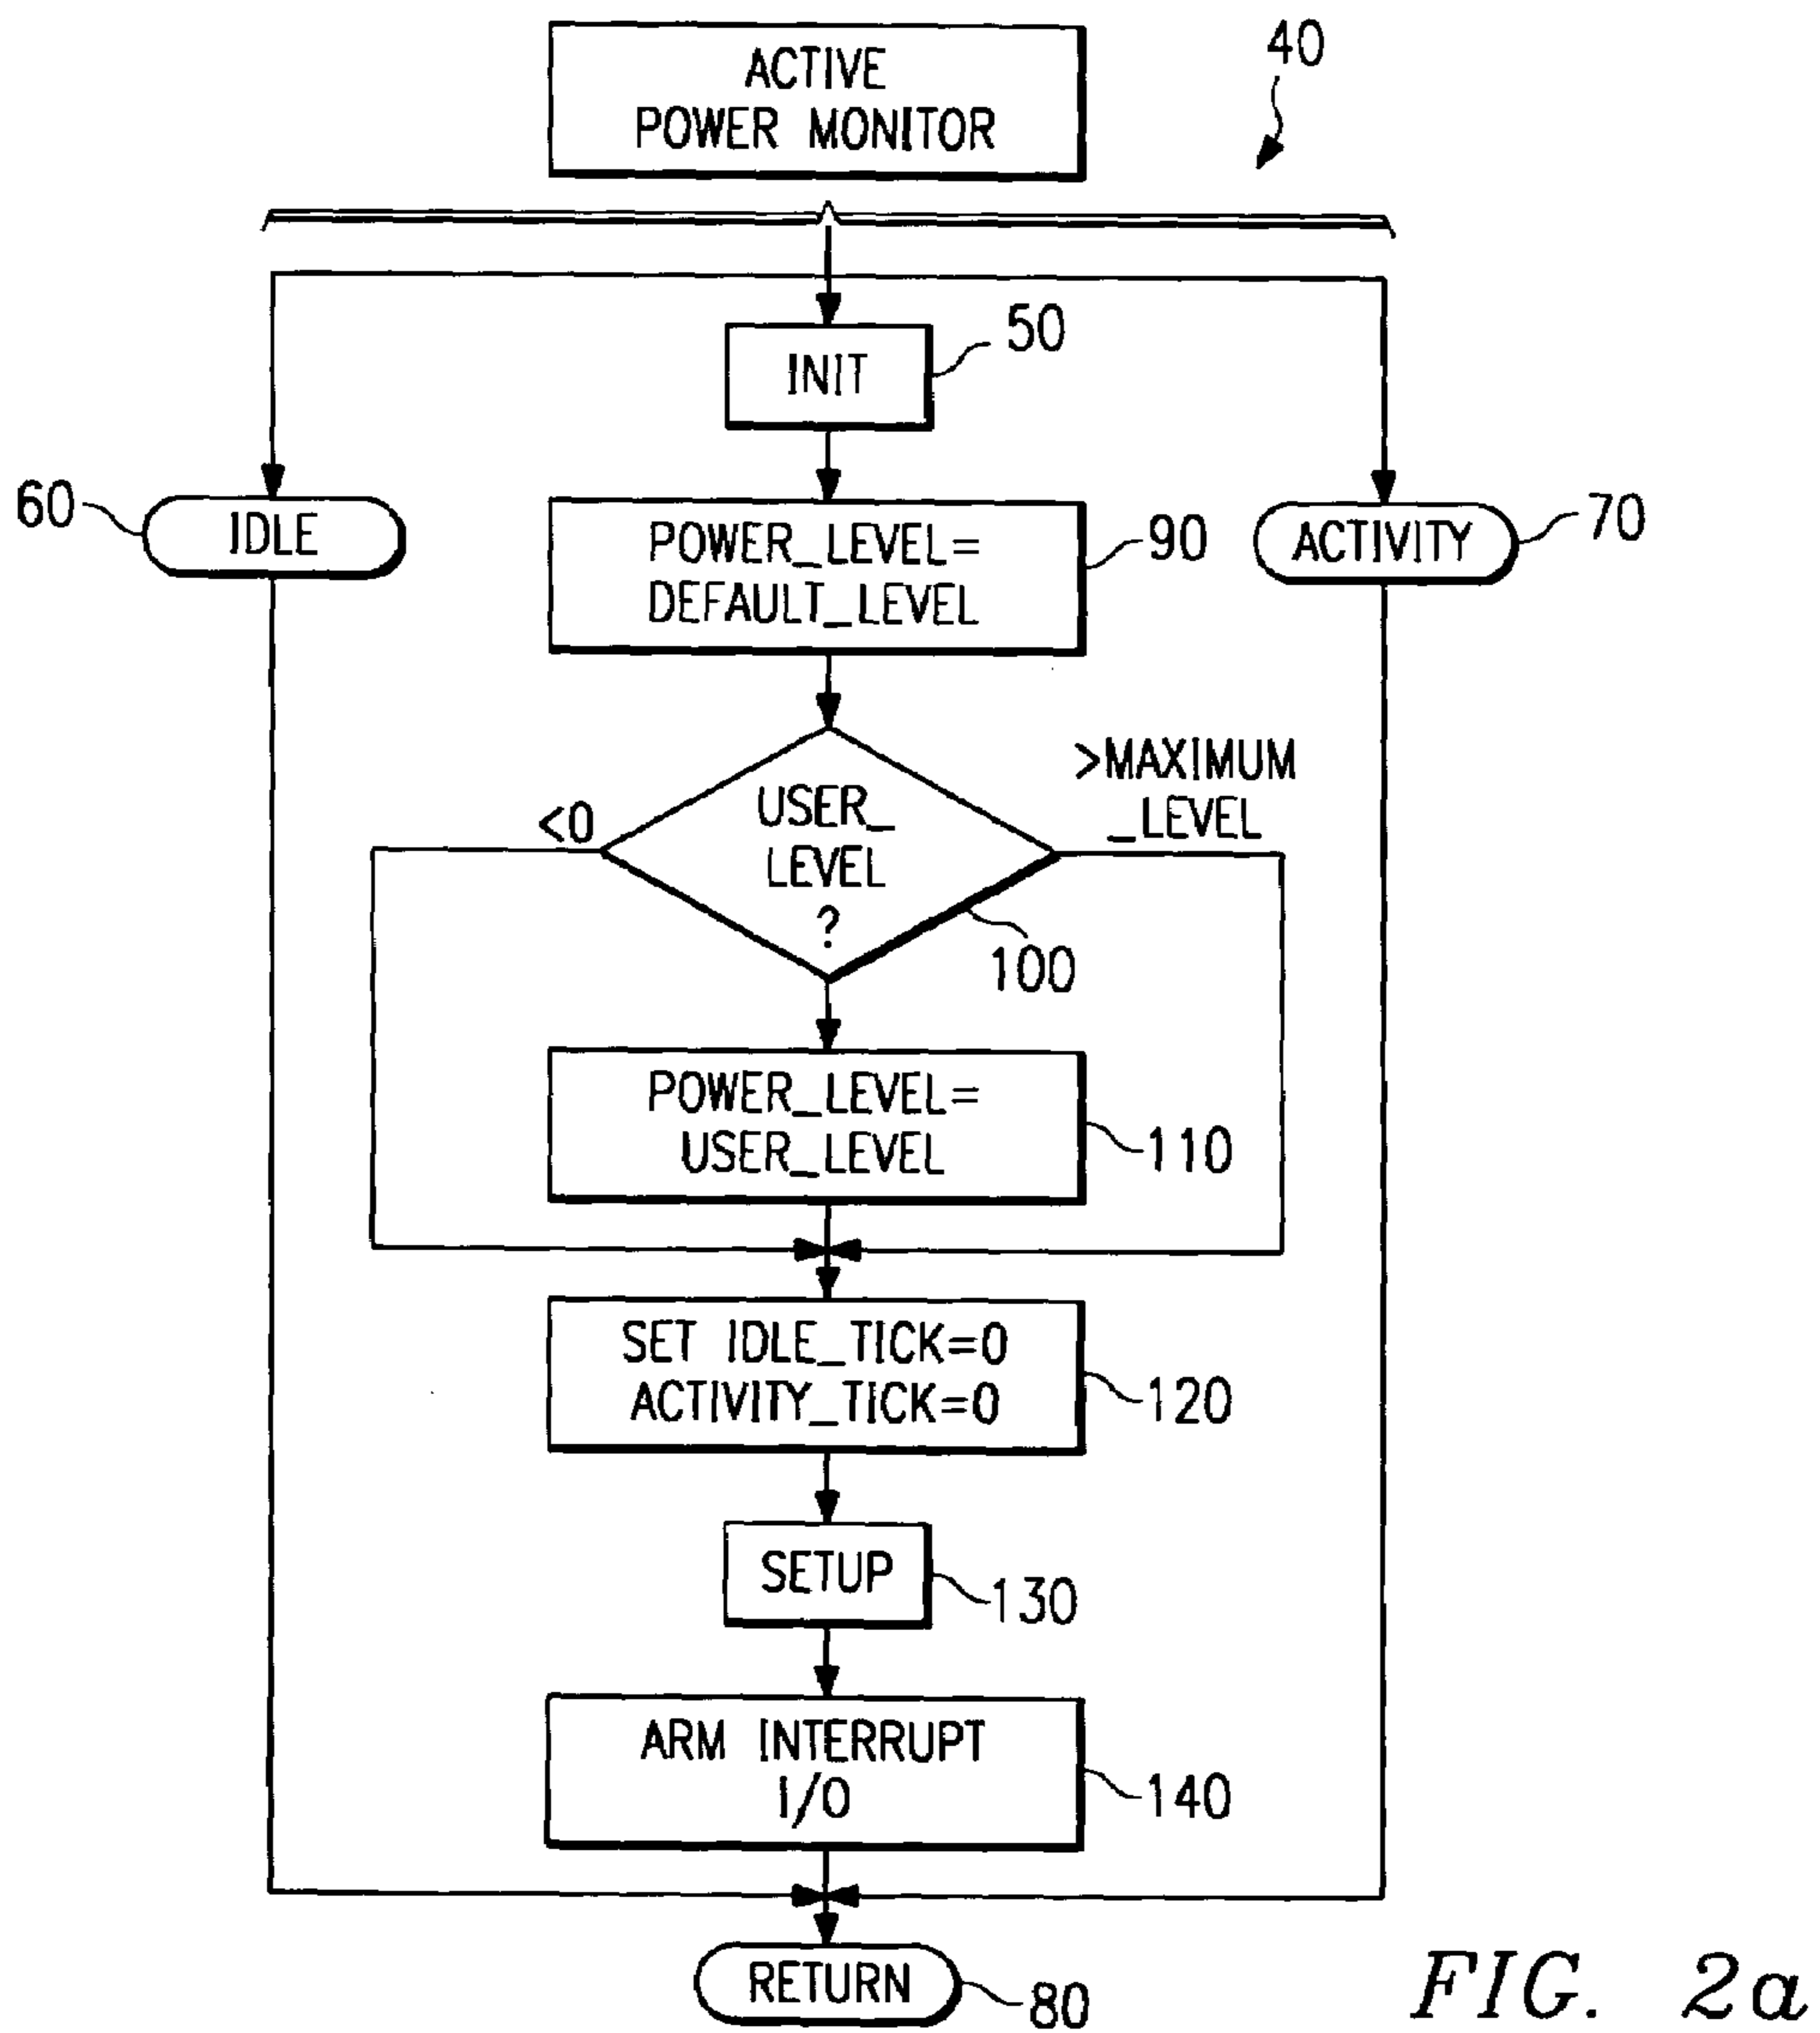 ACTIVE
POWER MONITOR
40
INIT
50
60
IDLE
POWER_LEVEL=
DEFAULT_LEVEL
90
ACTIVITY
70
<0
USER_
LEVEL
?
>MAXIMUM
_LEVEL
100
POWER_LEVEL=
USER_LEVEL
110
SET IDLE_TICK=0
ACTIVITY_TICK=0
120
SETUP
130
ARM INTERRUPT
I/O
140
RETURN
80
FIG. 2a